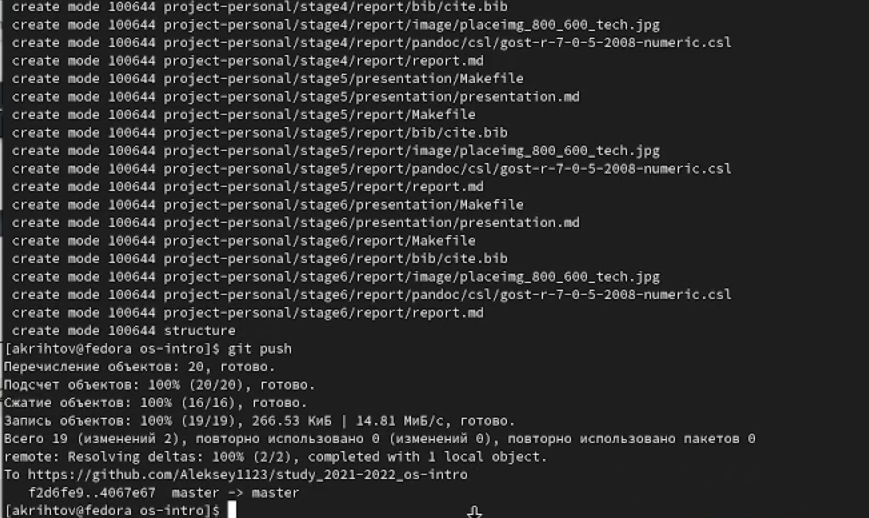 create mode 100644 project-personal/stage4/report/bib/cite.bib
create mode 100644 project-personal/stage4/report/image/placeimg_800_600_tech.jpg
create mode 100644 project-personal/stage4/report/pandoc/csl/gost-r-7-0-5-2008-numeric.csl
create mode 100644 project-personal/stage4/report/report.md
create mode 100644 project-personal/stage5/presentation/Makefile
create mode 100644 project-personal/stage5/presentation/presentation.md
create mode 100644 project-personal/stage5/report/Makefile
create mode 100644 project-personal/stage5/report/bib/cite.bib
create mode 100644 project-personal/stage5/report/image/placeimg_800_600_tech.jpg
create mode 100644 project-personal/stage5/report/pandoc/csl/gost-r-7-0-5-2008-numeric.csl
create mode 100644 project-personal/stage5/report/report.md
create mode 100644 project-personal/stage6/presentation/Makefile
create mode 100644 project-personal/stage6/presentation/presentation.md
create mode 100644 project-personal/stage6/report/Makefile
create mode 100644 project-personal/stage6/report/bib/cite.bib
create mode 100644 project-personal/stage6/report/image/placeimg_800_600_tech.jpg
create mode 100644 project-personal/stage6/report/pandoc/csl/gost-r-7-0-5-2008-numeric.csl
create mode 100644 project-personal/stage6/report/report.md
create mode 100644 structure
[akrihtov@fedora os-intro]$ git push
Перечисление объектов: 20, готово.
Подсчет объектов: 100% (20/20), готово.
Сжатие объектов: 100% (16/16), готово.
Запись объектов: 100% (19/19), 266.53 КиБ | 14.81 МиБ/с, готово.
Всего 19 (изменений 2), повторно использовано 0 (изменений 0), повторно использовано пакетов 0
remote: Resolving deltas: 100% (2/2), completed with 1 local object.
To https://github.com/Aleksey1123/study_2021-2022_os-intro
f2d6fe9..4067e67 master -> master
[akrihtov@fedora os-intro]$